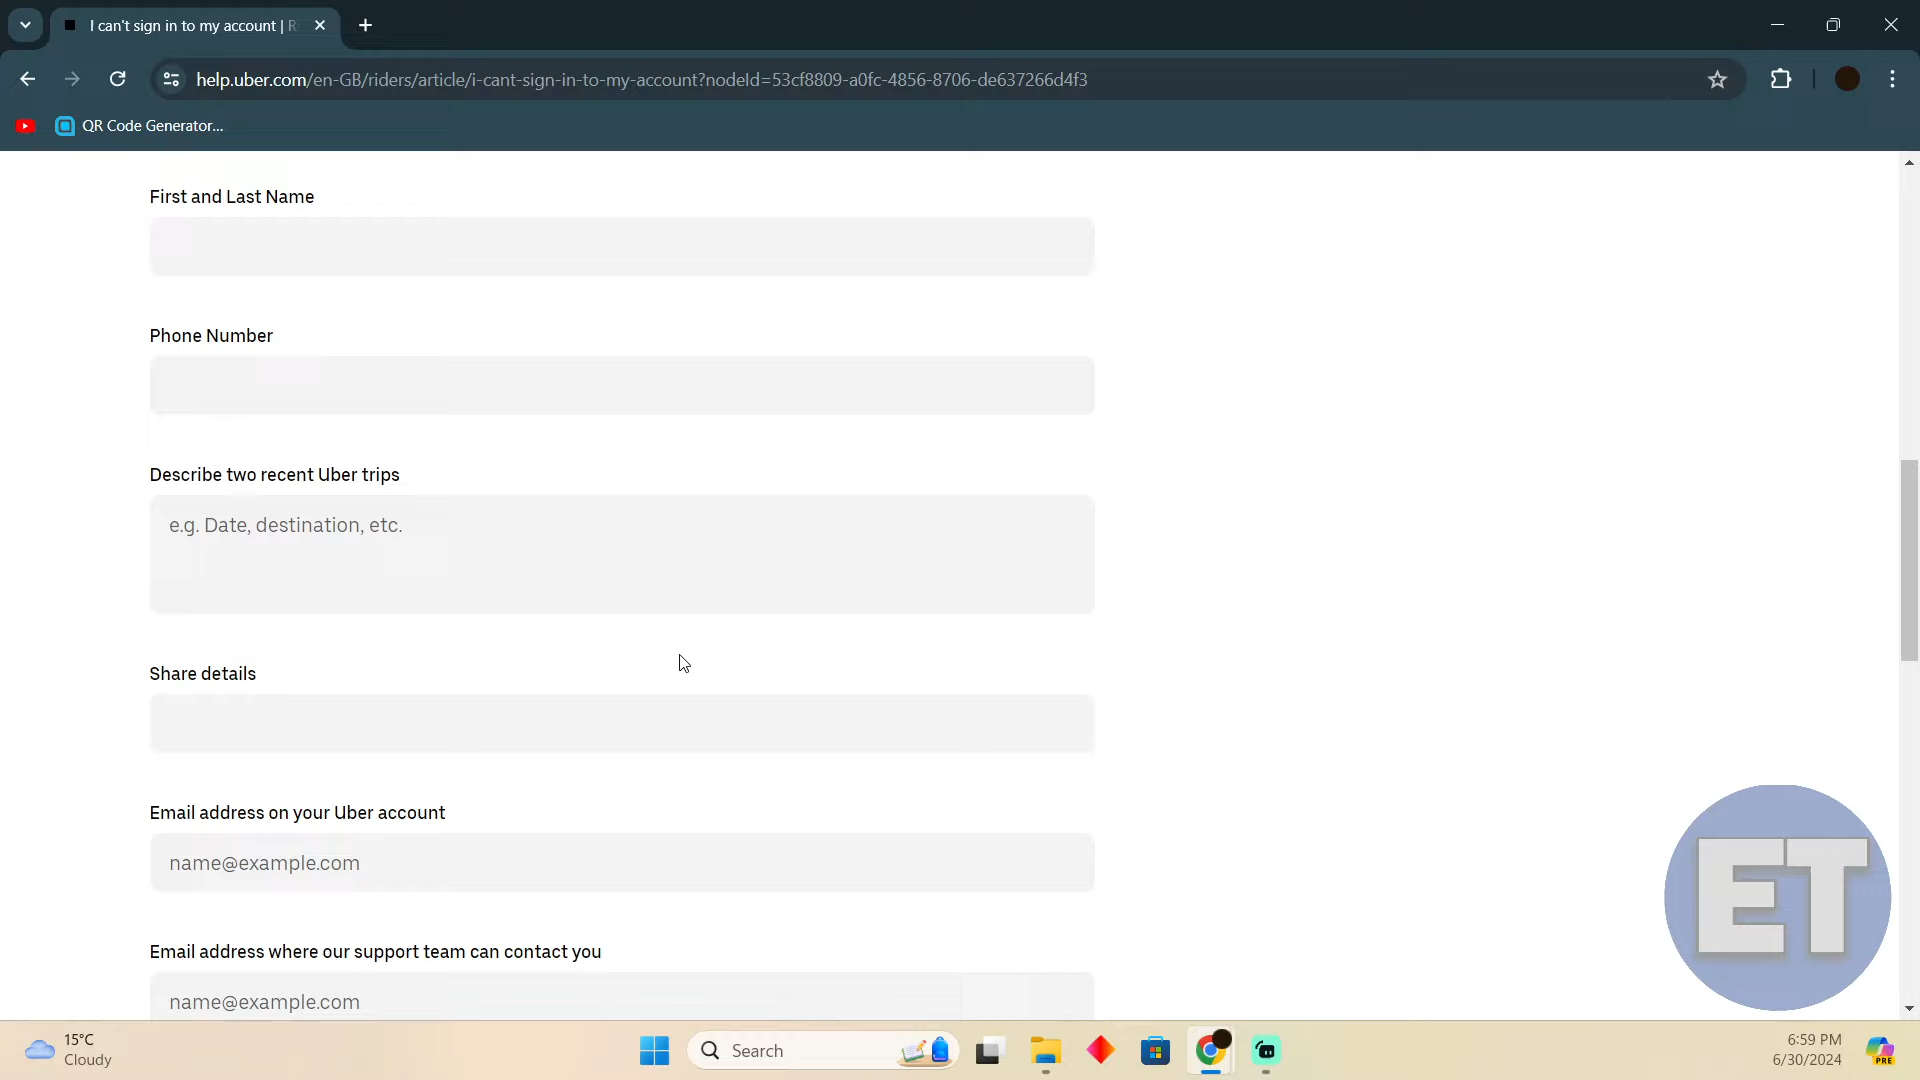 I can't sign in to my account | R
help.uber.com/en-GB/riders/article/i-cant-sign-in-to-my-account?nodeId=53cf8809-a0fc-4856-8706-de637266d4f3
QR Code Generator...
First and Last Name
Phone Number
Describe two recent Uber trips
e.g. Date, destination, etc.
Share details
Email address on your Uber account
name@example.com
Email address where our support team can contact you
name@example.com
ET
15°C
Cloudy
Search
6:59 PM
6/30/2024
PRE